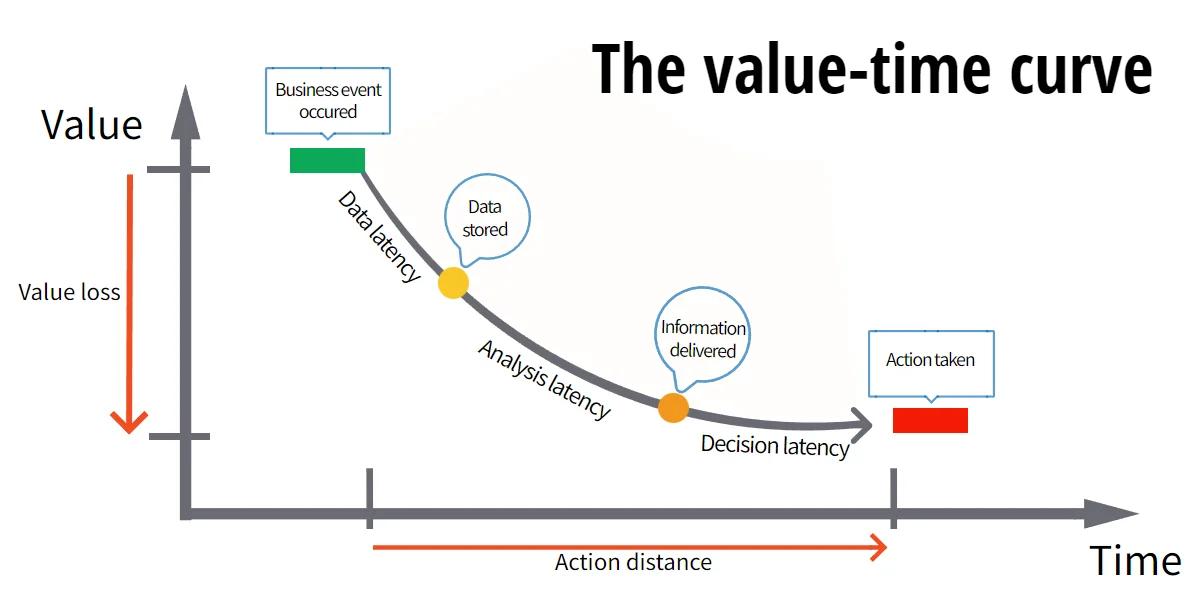 The value-time curve
Value
Business event
occured
Data latency
Data
stored
Value loss
Analysis latency
Information
delivered
Action taken
Decision latency
Action distance
Time